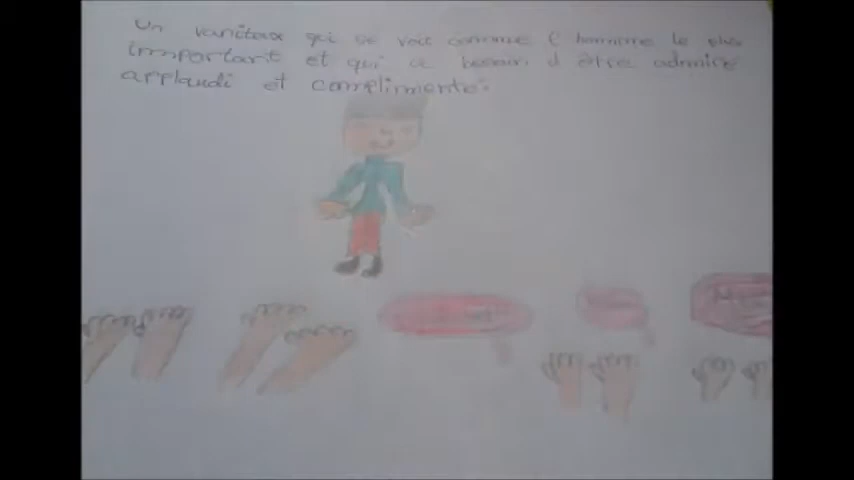 Un vaniteux qui se voit comme l'homme le plus
important et qui a besoin d'être admiré
applaudi et complimenté.